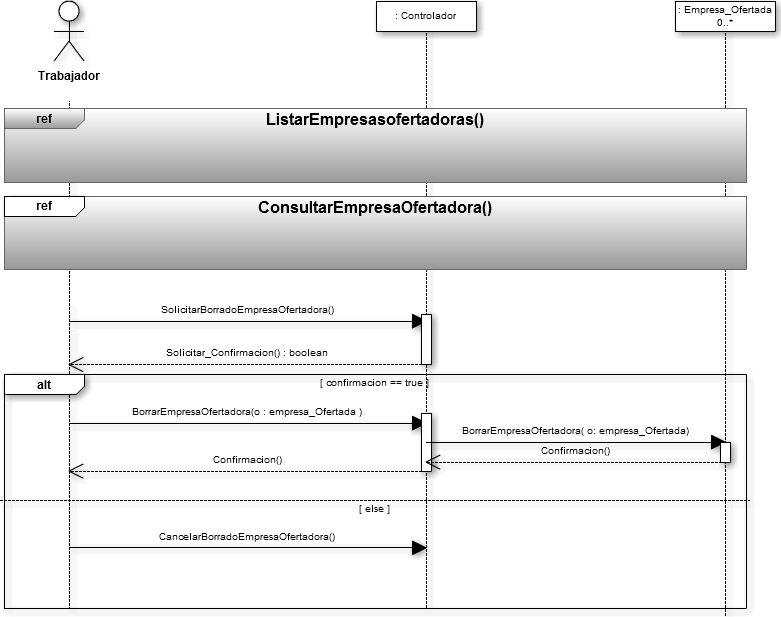 : Controlador
: Empresa_Ofertada
0..*
Trabajador
ref
ListarEmpresasofertadoras()
ref
ConsultarEmpresaOfertadora()
SolicitarBorradoEmpresaOfertadora()
Solicitar_Confirmacion() : boolean
alt
[ confirmacion == true ]
BorrarEmpresaOfertadora(o : empresa_Ofertada )
BorrarEmpresaOfertadora( o: empresa_Ofertada)
Confirmacion()
Confirmacion()
[ else ]
CancelarBorradoEmpresaOfertadora()